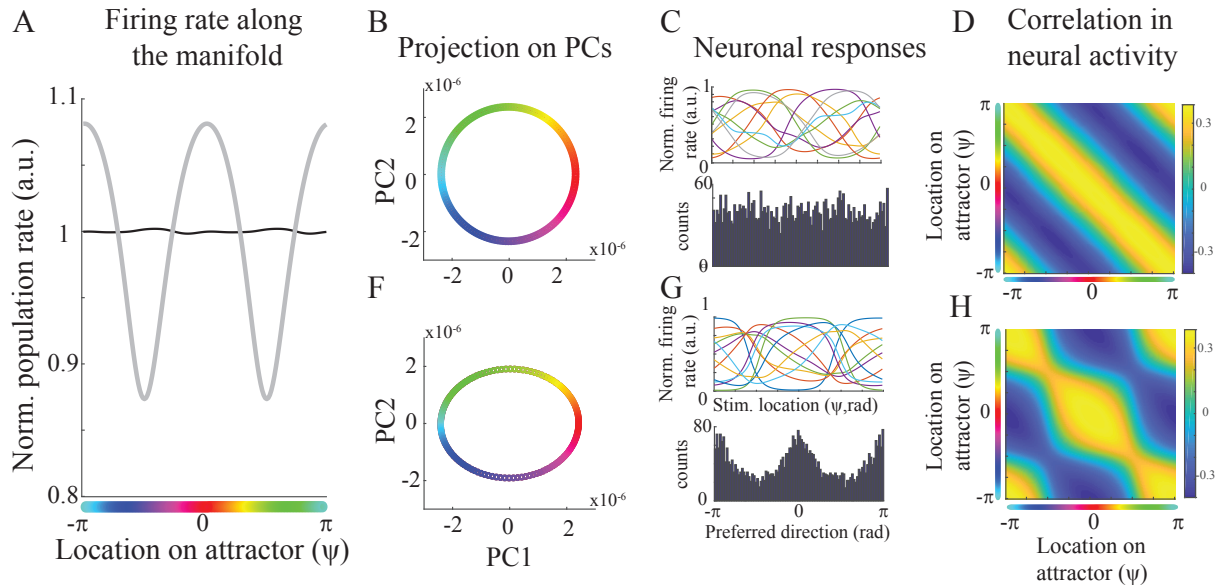 A
Firing rate along
the manifold
Norm. population rate (a.u.)
1.1
1
0.9
0.8
-π
0
π
Location on attractor (ψ)
B
Projection on PCs
x10⁻⁶
PC2
2
0
-2
-2
0
2
x10⁻⁶
F
x10⁻⁶
PC2
2
0
-2
-2
0
2
x10⁻⁶
PC1
C
Neuronal responses
Norm. firing
rate (a.u.)
1
0
counts
60
0
G
Norm. firing
rate (a.u.)
1
0
Stim. location (ψ,rad)
counts
80
0
-π
0
π
Preferred direction (rad)
D
Correlation in
neural activity
Location on
attractor (ψ)
π
0
-π
-π
0
π
0.3
-0.3
H
Location on
attractor (ψ)
π
0
-π
-π
0
π
0.3
-0.3
Location on
attractor (ψ)